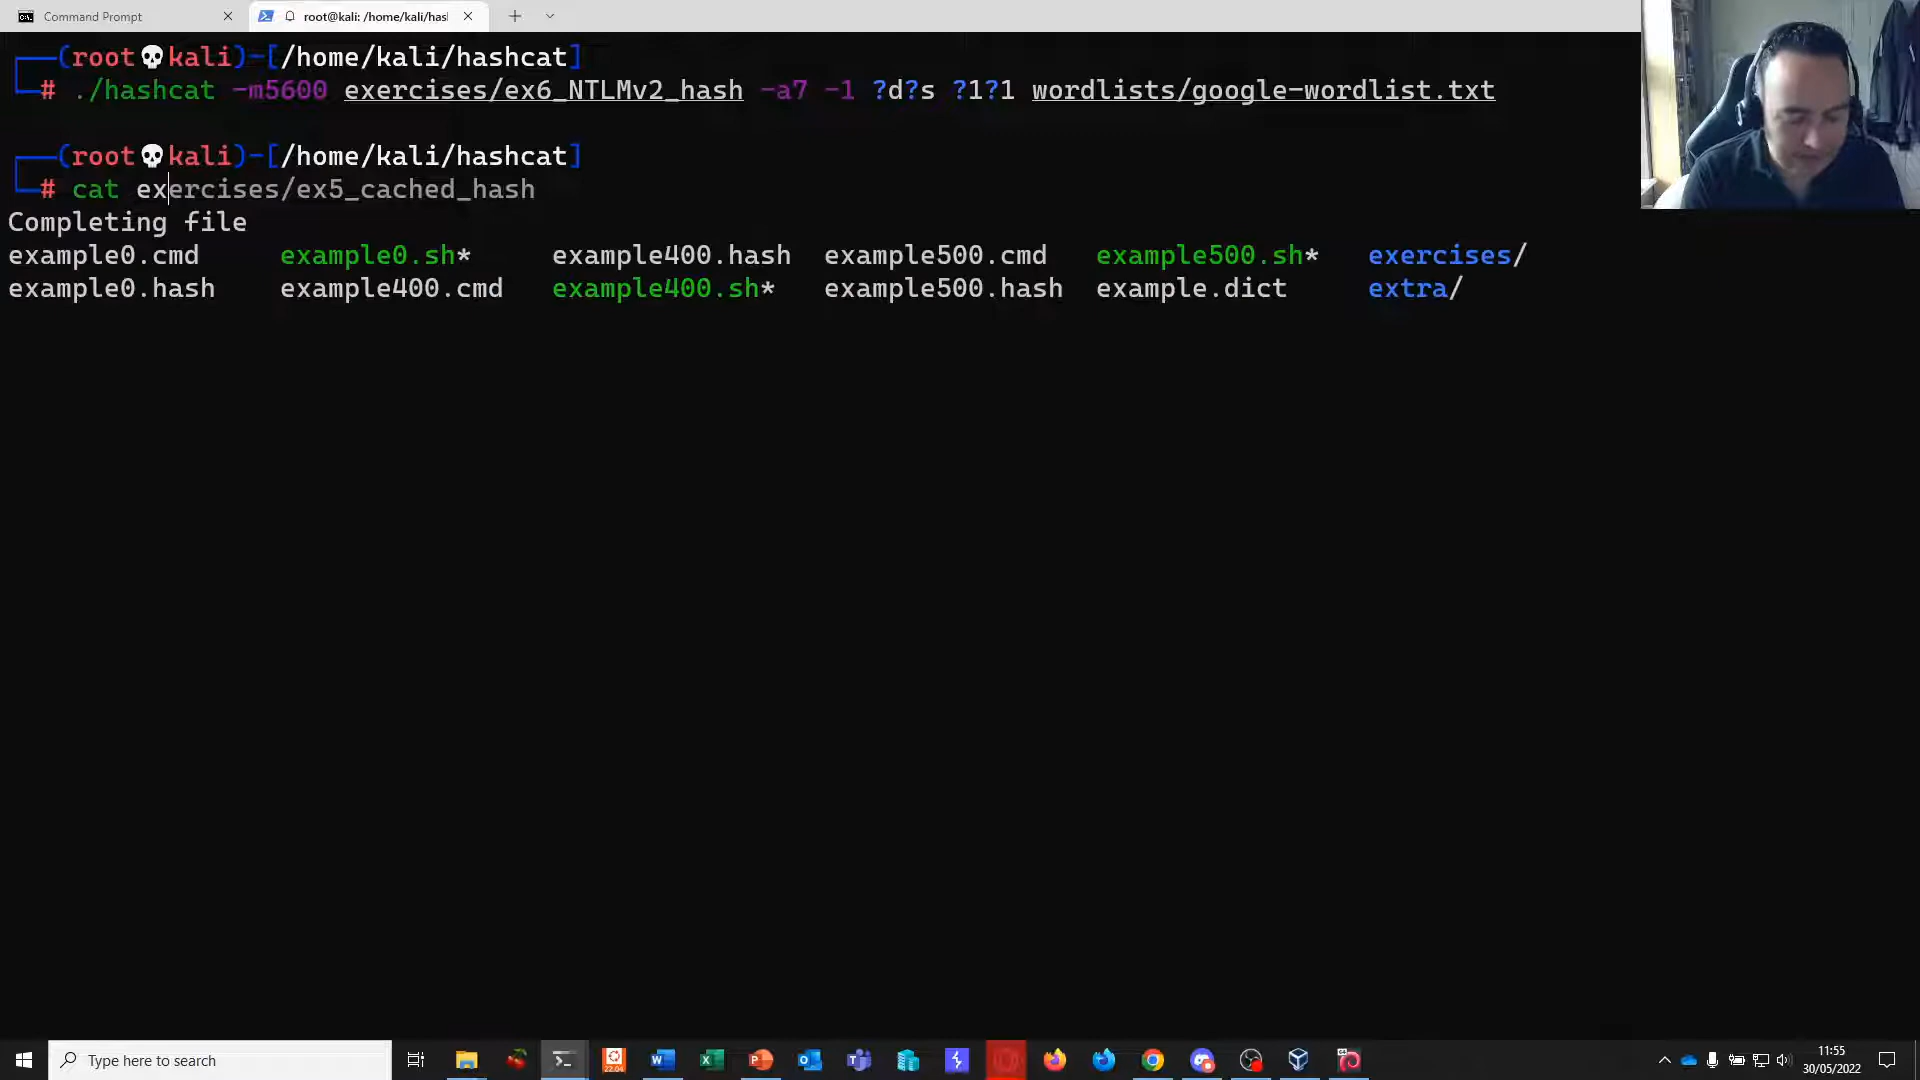 Command Prompt
root@kali: /home/kali/has
(root💀kali)-[/home/kali/hashcat]
# ./hashcat -m5600 exercises/ex6_NTLMv2_hash -a7 -1 ?d?s ?1?1 wordlists/google-wordlist.txt
(root💀kali)-[/home/kali/hashcat]
# cat exercises/ex5_cached_hash
Completing file
example0.cmd example0.sh* example400.hash example500.cmd example500.sh* exercises/
example0.hash example400.cmd example400.sh* example500.hash example.dict extra/
Type here to search
22.04
11:55
30/05/2022